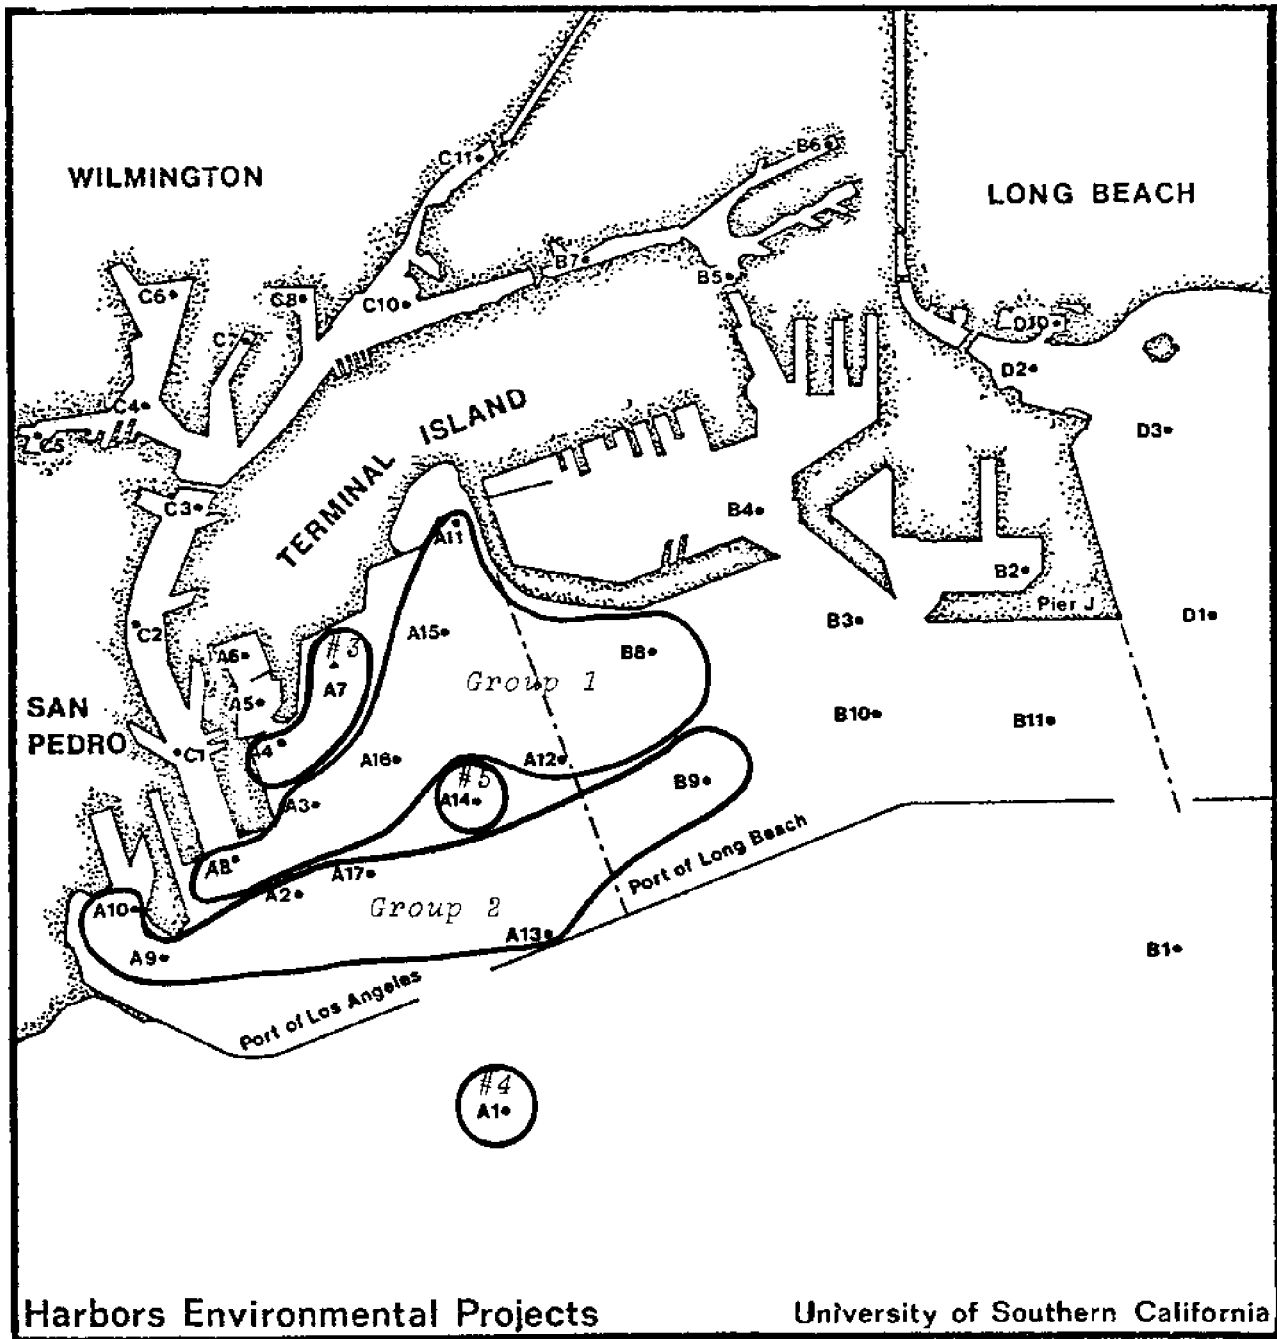 B6
C11
WILMINGTON
LONG BEACH
B7
B5
C6
C8
C10
D10
C7
D2
C4
C5
D3
TERMINAL ISLAND
C3
B4
A11
B2
Pier J
C2
A15
B3
D1
#3
A6
B8
A7
Group 1
A5
SAN
PEDRO
B10
B11
A4
C1
A16
A12
#5
B9
A14
A3
Port of Long Beach
A8
A17
A2
A10
Group 2
A13
A9
B1
Port of Los Angeles
#4
A1
Harbors Environmental Projects
University of Southern California